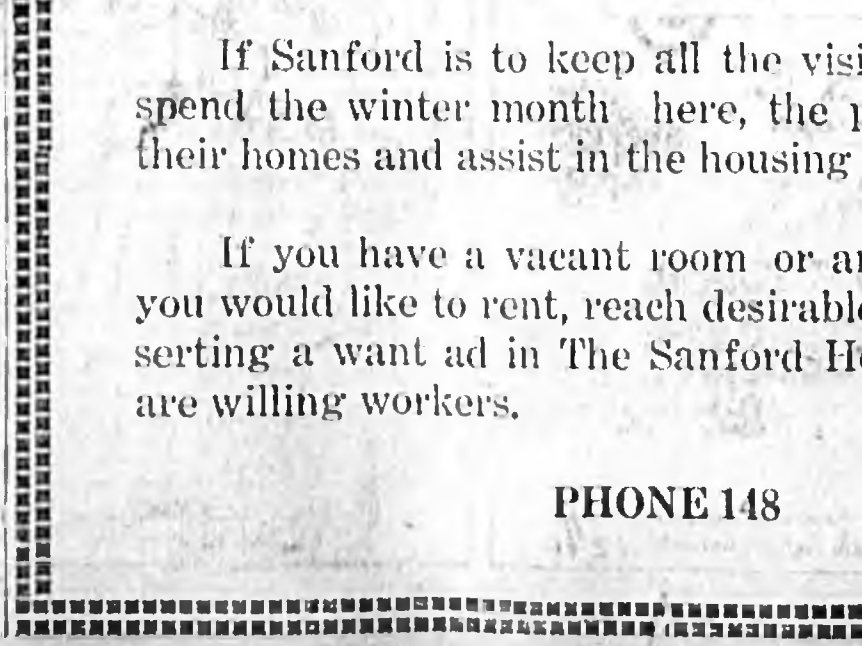 If Sanford is to keep all the visi
spend the winter month here, the p
their homes and assist in the housing
If you have a vacant room or an
you would like to rent, reach desirable
serting a want ad in The Sanford He
are willing workers.
PHONE 148